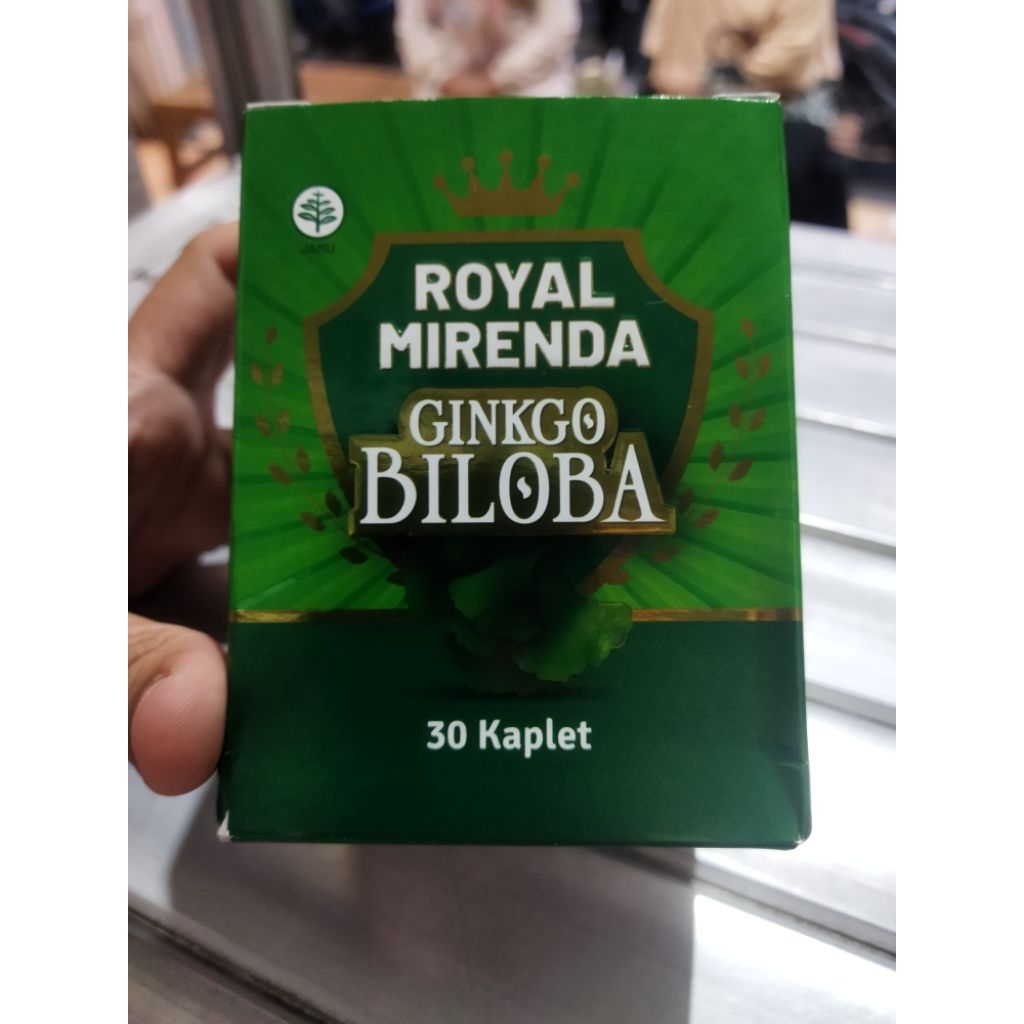 JAMU
ROYAL
MIRENDA
GINKGO
BILOBA
30 Kaplet